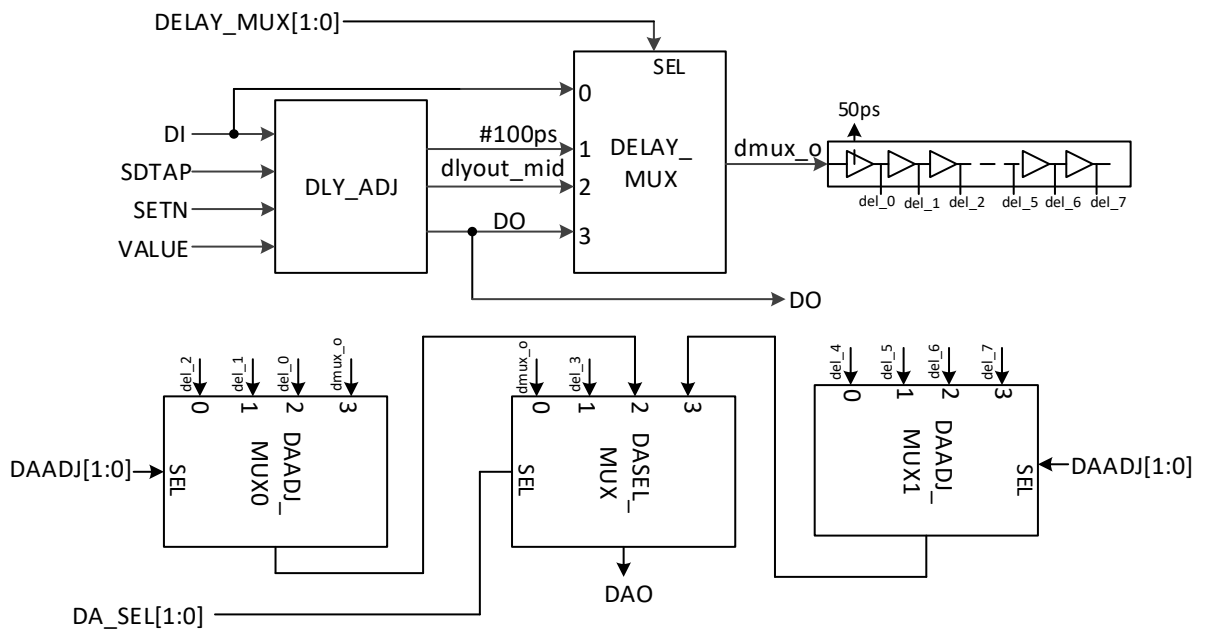 DELAY_MUX[1:0]
SEL
0
DI
SDTAP
SETN
VALUE
DLY_ADJ
#100ps
dlyout_mid
DO
1
2
3
DELAY_
MUX
dmux_o
50ps
del_0
del_1
del_2
del_5
del_6
del_7
DO
del_2
del_1
del_0
dmux_o
0
1
2
3
DAADJ_
MUX0
SEL
DAADJ[1:0]
dmux_o
del_3
0
1
2
3
DASEL_
MUX
SEL
DAO
DA_SEL[1:0]
del_4
del_5
del_6
del_7
0
1
2
3
DAADJ_
MUX1
SEL
DAADJ[1:0]